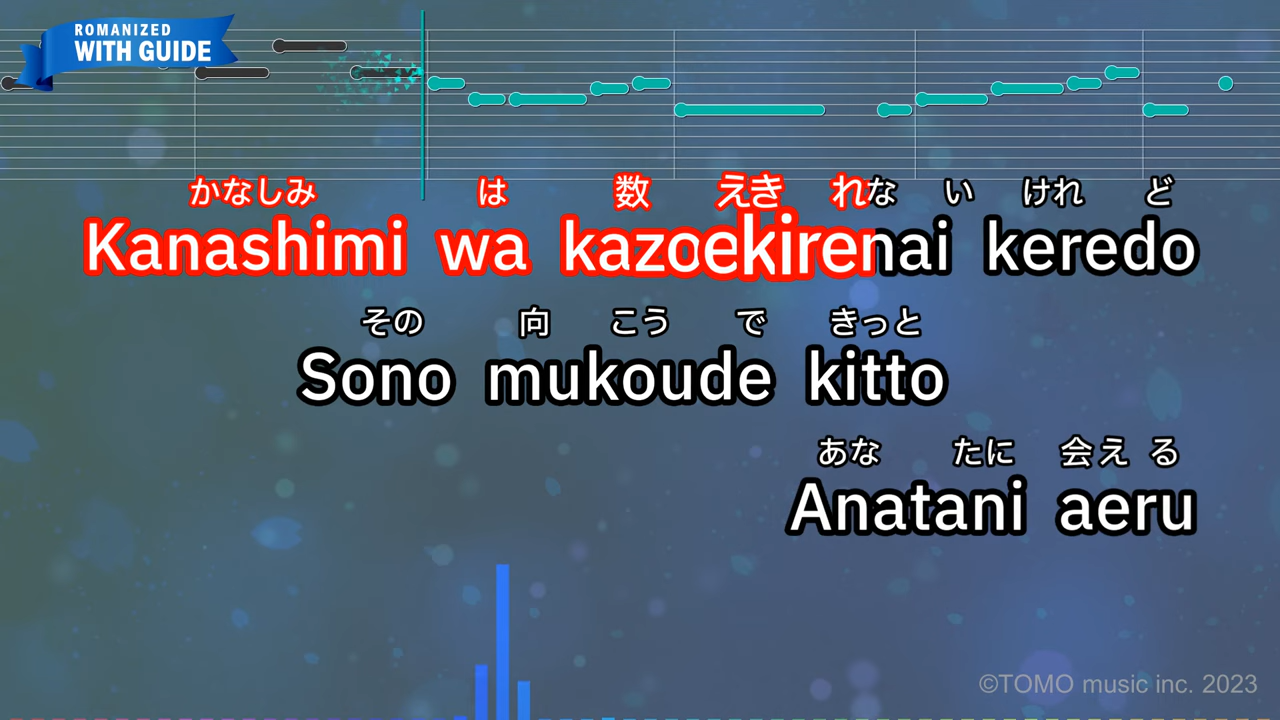 ROMANIZED
WITH GUIDE
かなしみ は 数 えき れな い けれ ど
Kanashimi wa kazoekirenai keredo
その 向 こう で きっと
Sono mukoude kitto
あな たに 会え る
Anatani aeru
©TOMO music inc. 2023